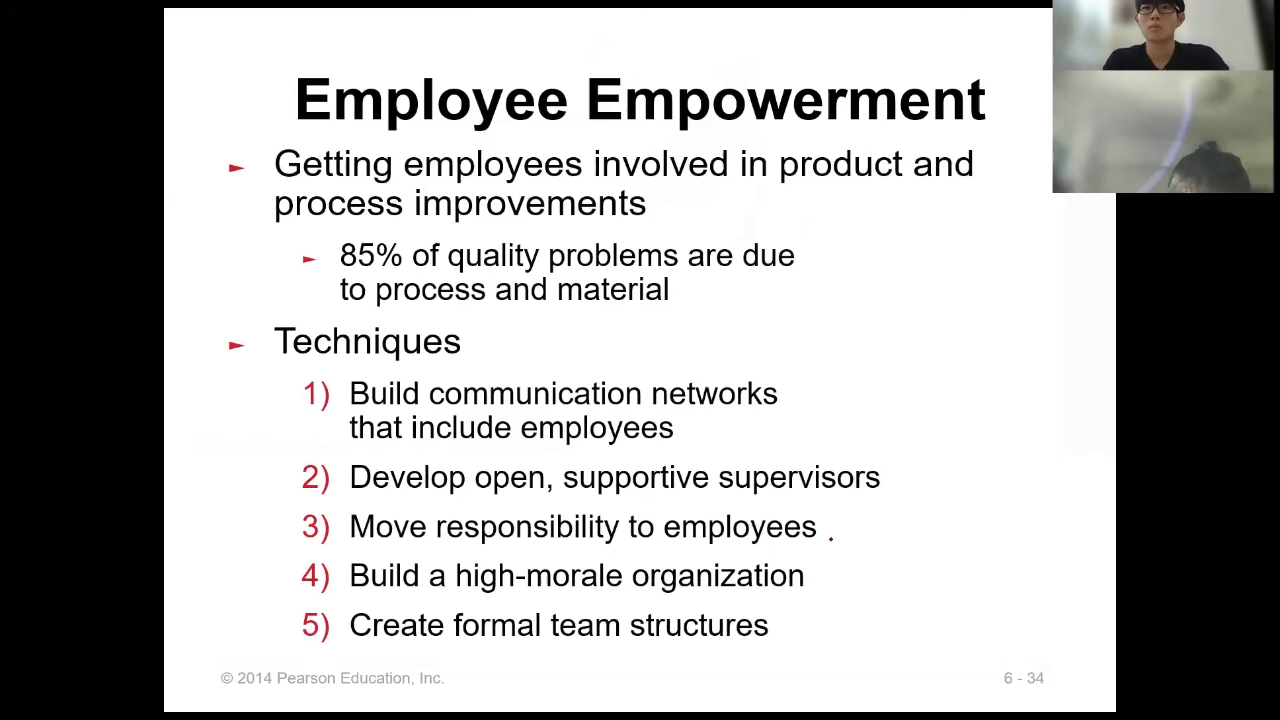 Employee Empowerment
► Getting employees involved in product and
process improvements
► 85% of quality problems are due
to process and material
► Techniques
1) Build communication networks
that include employees
2) Develop open, supportive supervisors
3) Move responsibility to employees
4) Build a high-morale organization
5) Create formal team structures
© 2014 Pearson Education, Inc.
6 - 34